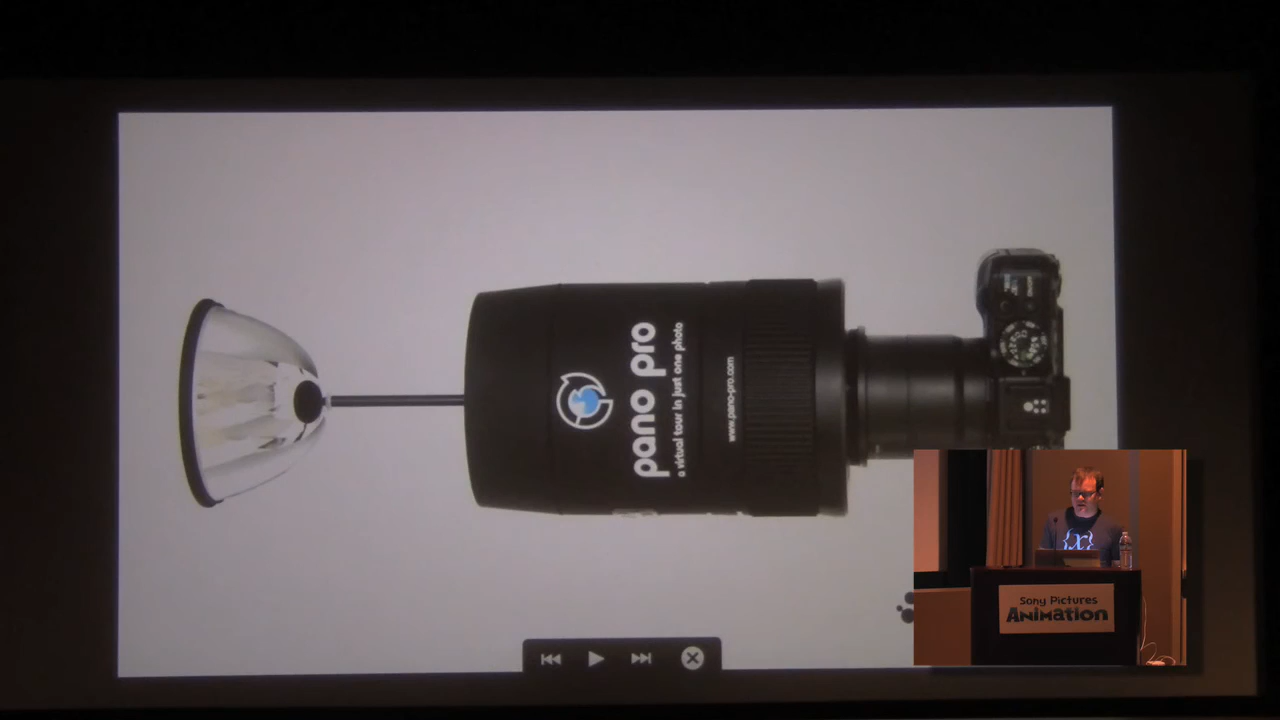 pano pro
a virtual tour in just one photo
www.pano-pro.com
{x}
Sony Pictures
Animation